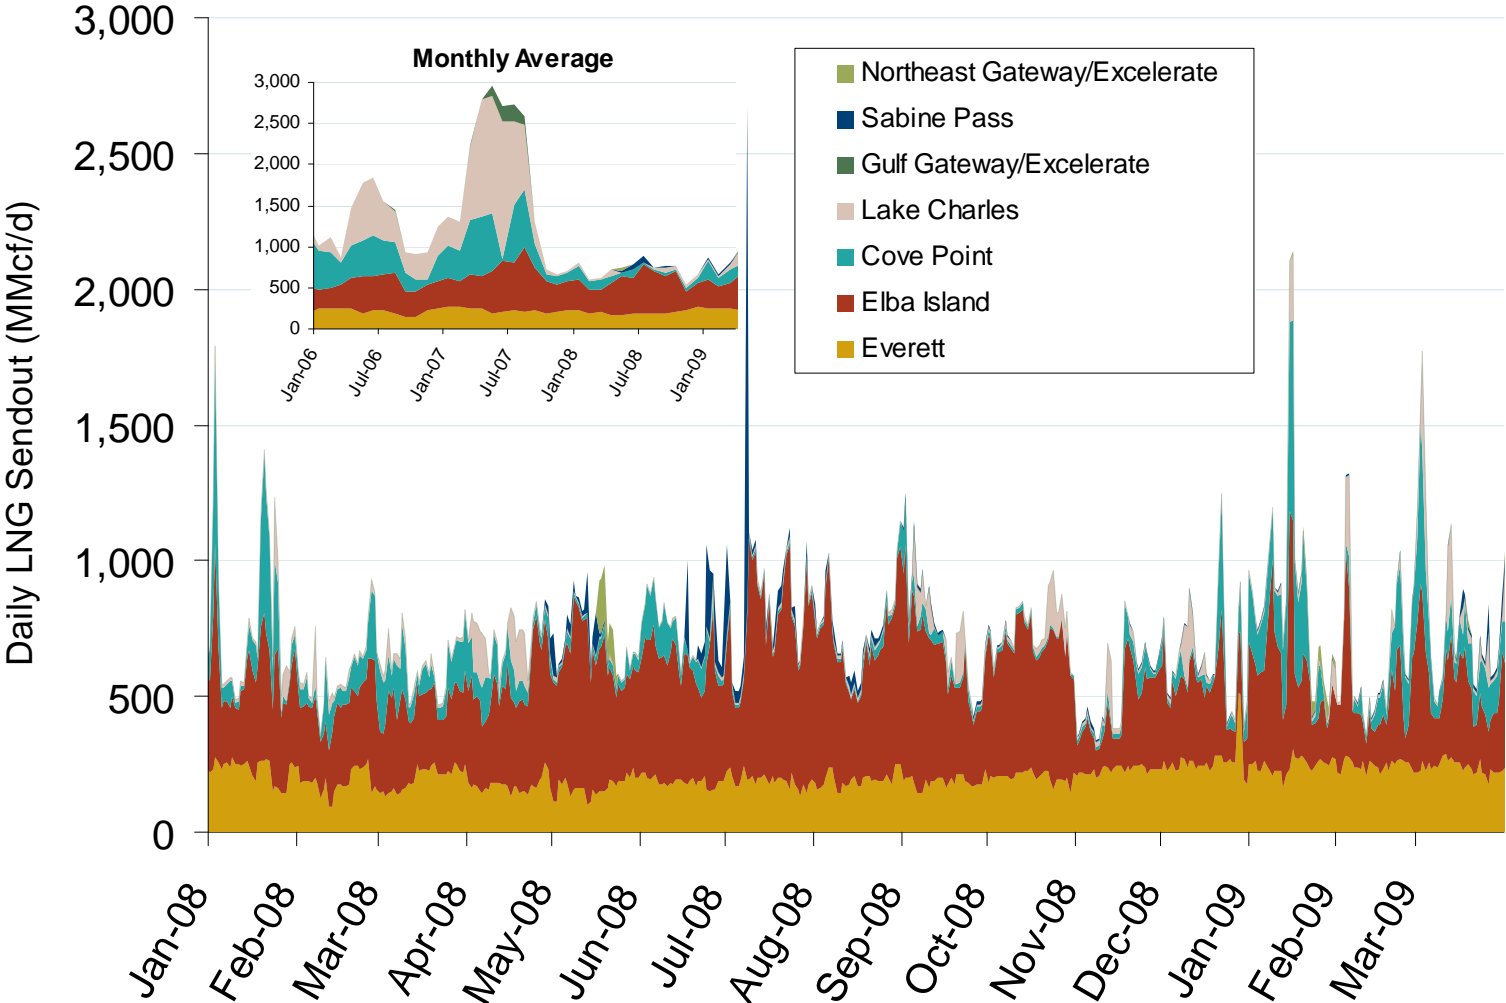 Daily LNG Sendout (MMcf/d)
3,000
2,500
2,000
1,500
1,000
500
0
Jan-08
Feb-08
Mar-08
Apr-08
May-08
Jun-08
Jul-08
Aug-08
Sep-08
Oct-08
Nov-08
Dec-08
Jan-09
Feb-09
Mar-09
Monthly Average
3,000
2,500
2,000
1,500
1,000
500
0
Jan-06
Jul-06
Jan-07
Jul-07
Jan-08
Jul-08
Jan-09
Northeast Gateway/Excelerate
Sabine Pass
Gulf Gateway/Excelerate
Lake Charles
Cove Point
Elba Island
Everett